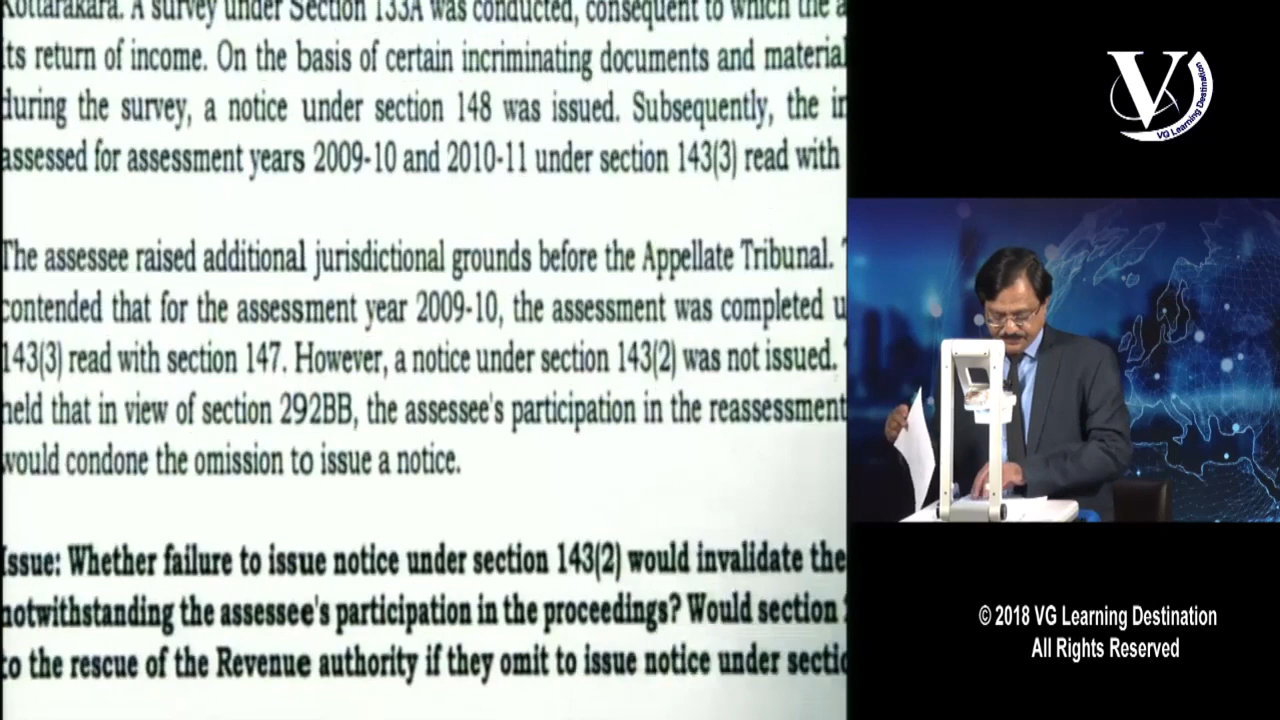 Kottarakara. A survey under Section 133A was conducted, consequent to which the a
its return of income. On the basis of certain incriminating documents and material
during the survey, a notice under section 148 was issued. Subsequently, the in
assessed for assessment years 2009-10 and 2010-11 under section 143(3) read with
The assessee raised additional jurisdictional grounds before the Appellate Tribunal.
contended that for the assessment year 2009-10, the assessment was completed u
143(3) read with section 147. However, a notice under section 143(2) was not issued.
held that in view of section 292BB, the assessee's participation in the reassessment
would condone the omission to issue a notice.
Issue: Whether failure to issue notice under section 143(2) would invalidate the
notwithstanding the assessee's participation in the proceedings? Would section
to the rescue of the Revenue authority if they omit to issue notice under sectio
V
VG Learning Destination
© 2018 VG Learning Destination
All Rights Reserved